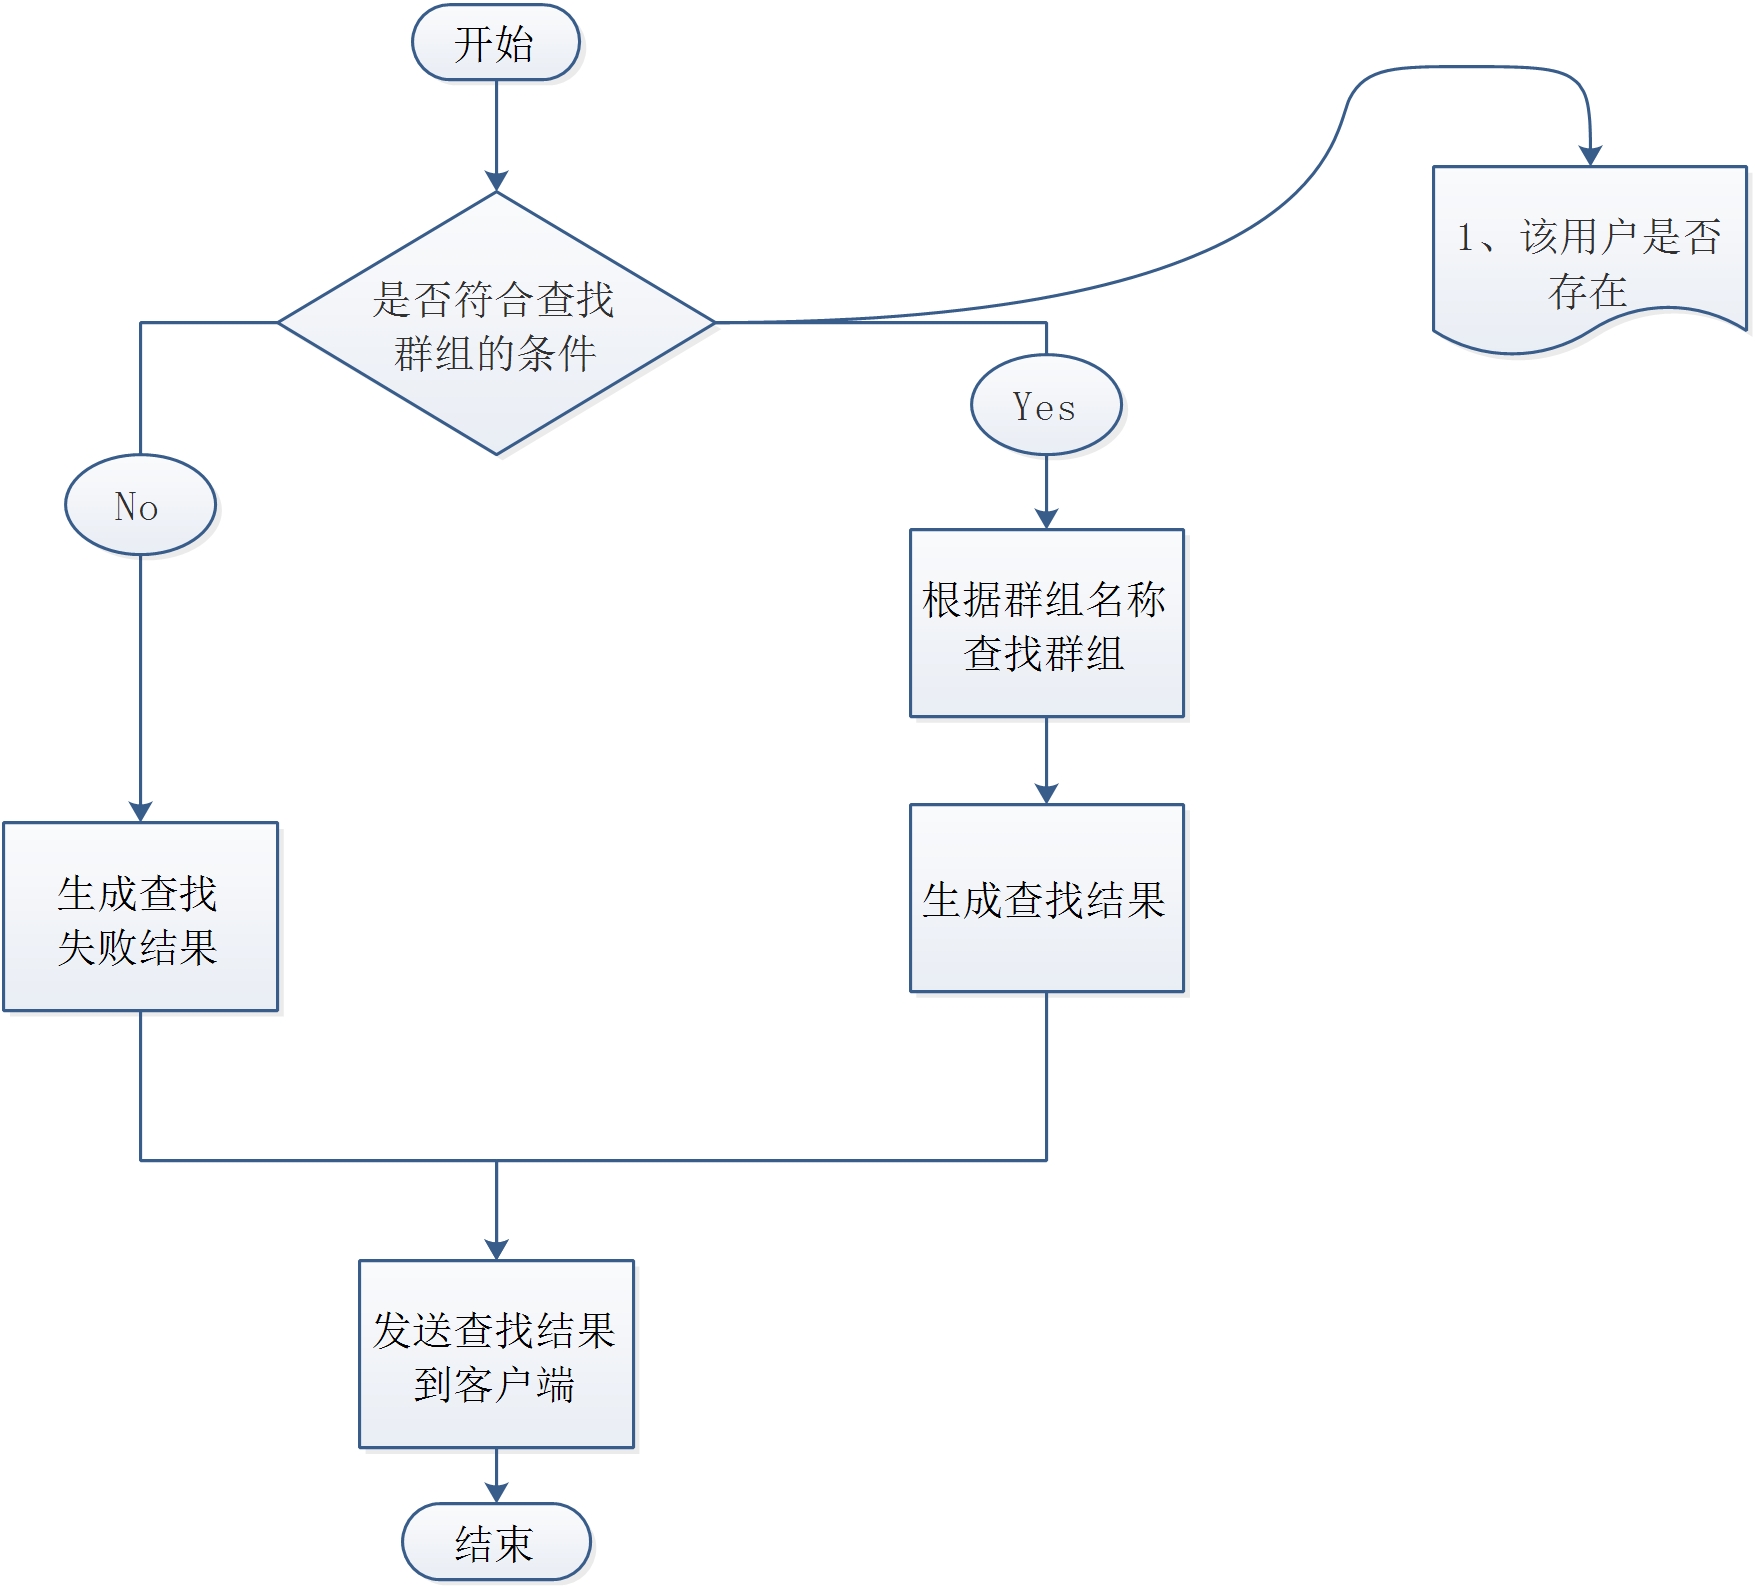 开始
1、该用户是否
存在
是否符合查找
群组的条件
Yes
No
根据群组名称
查找群组
生成查找
失败结果
生成查找结果
发送查找结果
到客户端
结束